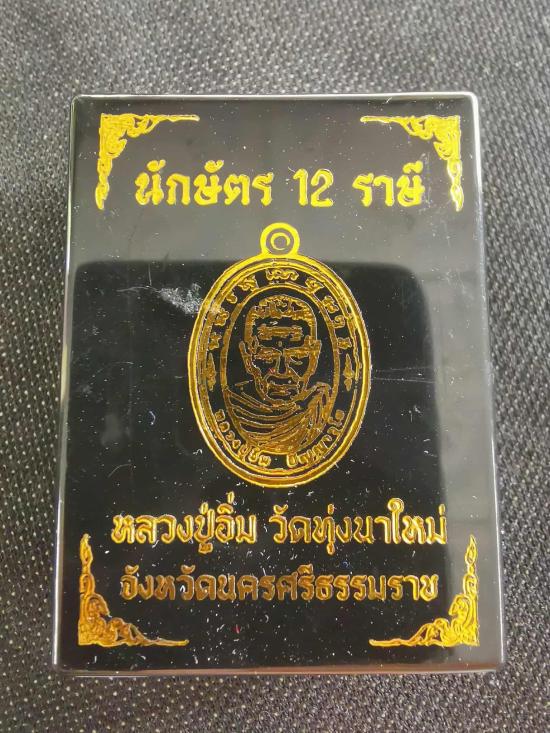 นักษัตร 12 ราษี
หลวงปู่อิ่ม วัดทุ่งนาใหม่
จังหวัดนครศรีธรรมราช